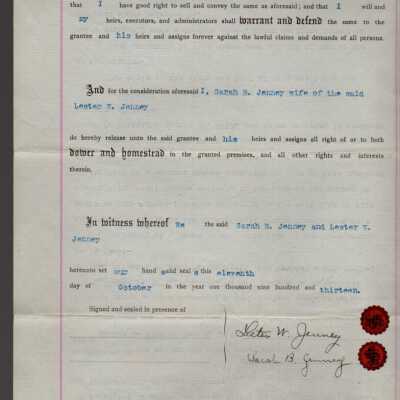 that I have good right to sell and convey the same as aforesaid; and that I will and
my heirs, executors, and administrators shall warrant and defend the same to the
grantee and his heirs and assigns forever against the lawful claims and demands of all persons.
And for the consideration aforesaid I, Sarah B. Jenney wife of the said
Lester W. Jenney
do hereby release unto the said grantee and his heirs and assigns all right of or to both
dower and homestead in the granted premises, and all other rights and interests
therein.
In witness whereof We the said Sarah B. Jenney and Lester W.
Jenney
hereunto set our hand s and seal s this eleventh
day of October in the year one thousand nine hundred and thirteen.
Signed and sealed in presence of
Lester W. Jenney
Sarah B. Jenney